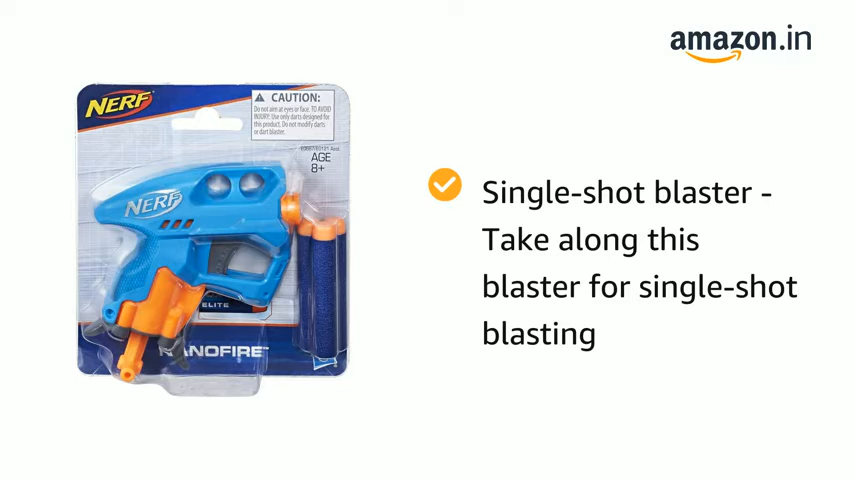 amazon.in
NERF
CAUTION:
Do not aim at eyes or face. TO AVOID
INJURY: Use only darts designed for
this product. Do not modify darts
or dart blaster.
AGE
8+
NERF
ELITE
NANOFIRE
Single-shot blaster -
Take along this
blaster for single-shot
blasting